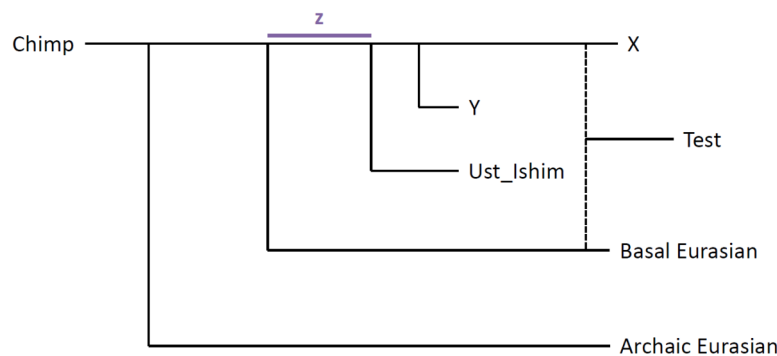 z
Chimp
X
Y
Test
Ust_Ishim
Basal Eurasian
Archaic Eurasian